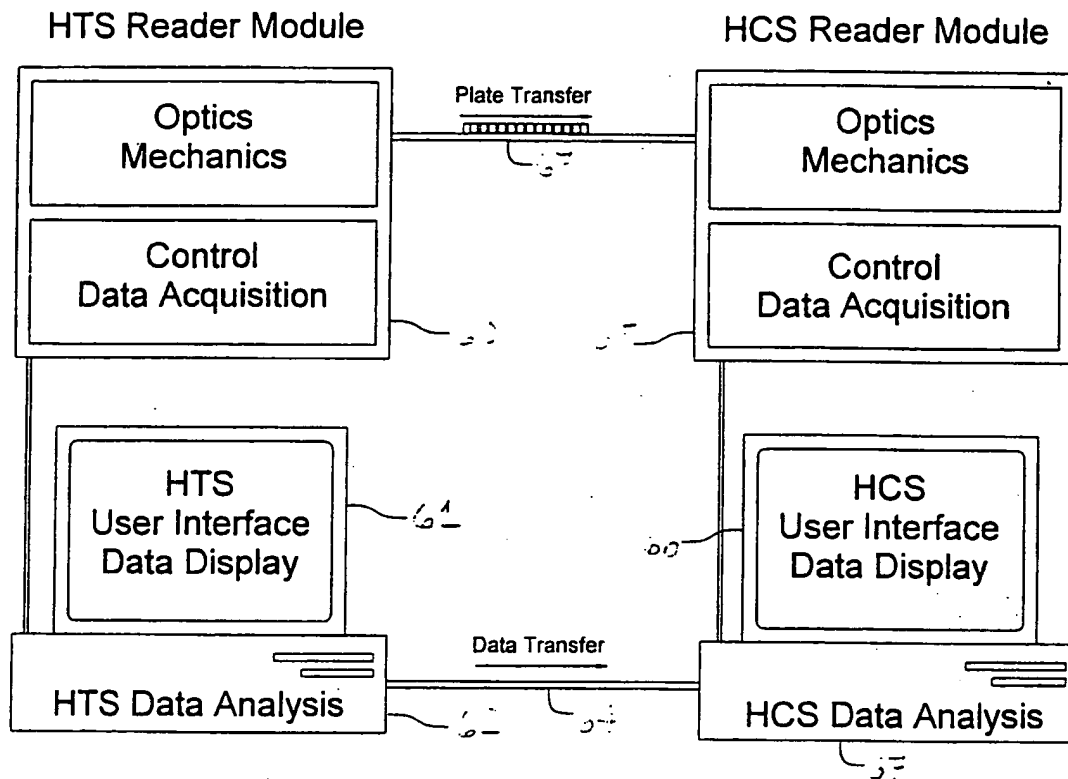 HTS Reader Module
HCS Reader Module
Plate Transfer
Optics
Mechanics
Optics
Mechanics
Control
Data Acquisition
Control
Data Acquisition
HTS
User Interface
Data Display
HCS
User Interface
Data Display
Data Transfer
HTS Data Analysis
HCS Data Analysis